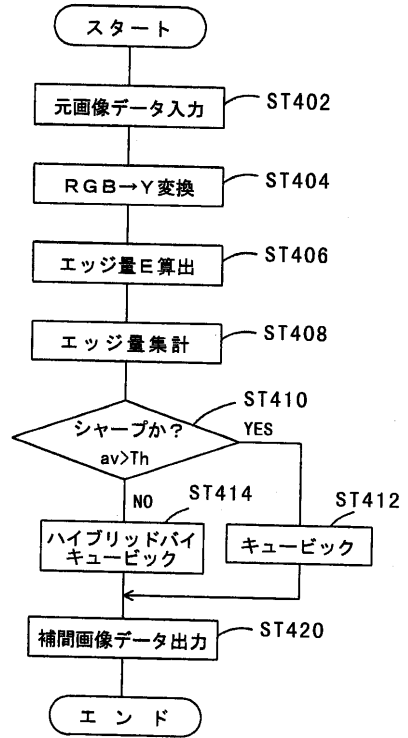 スタート
元画像データ入力
ST402
RGB→Y変換
ST404
エッジ量E算出
ST406
エッジ量集計
ST408
シャープか?
av>Th
ST410
YES
NO
ST414
ハイブリッドバイ
キュービック
ST412
キュービック
補間画像データ出力
ST420
エンド